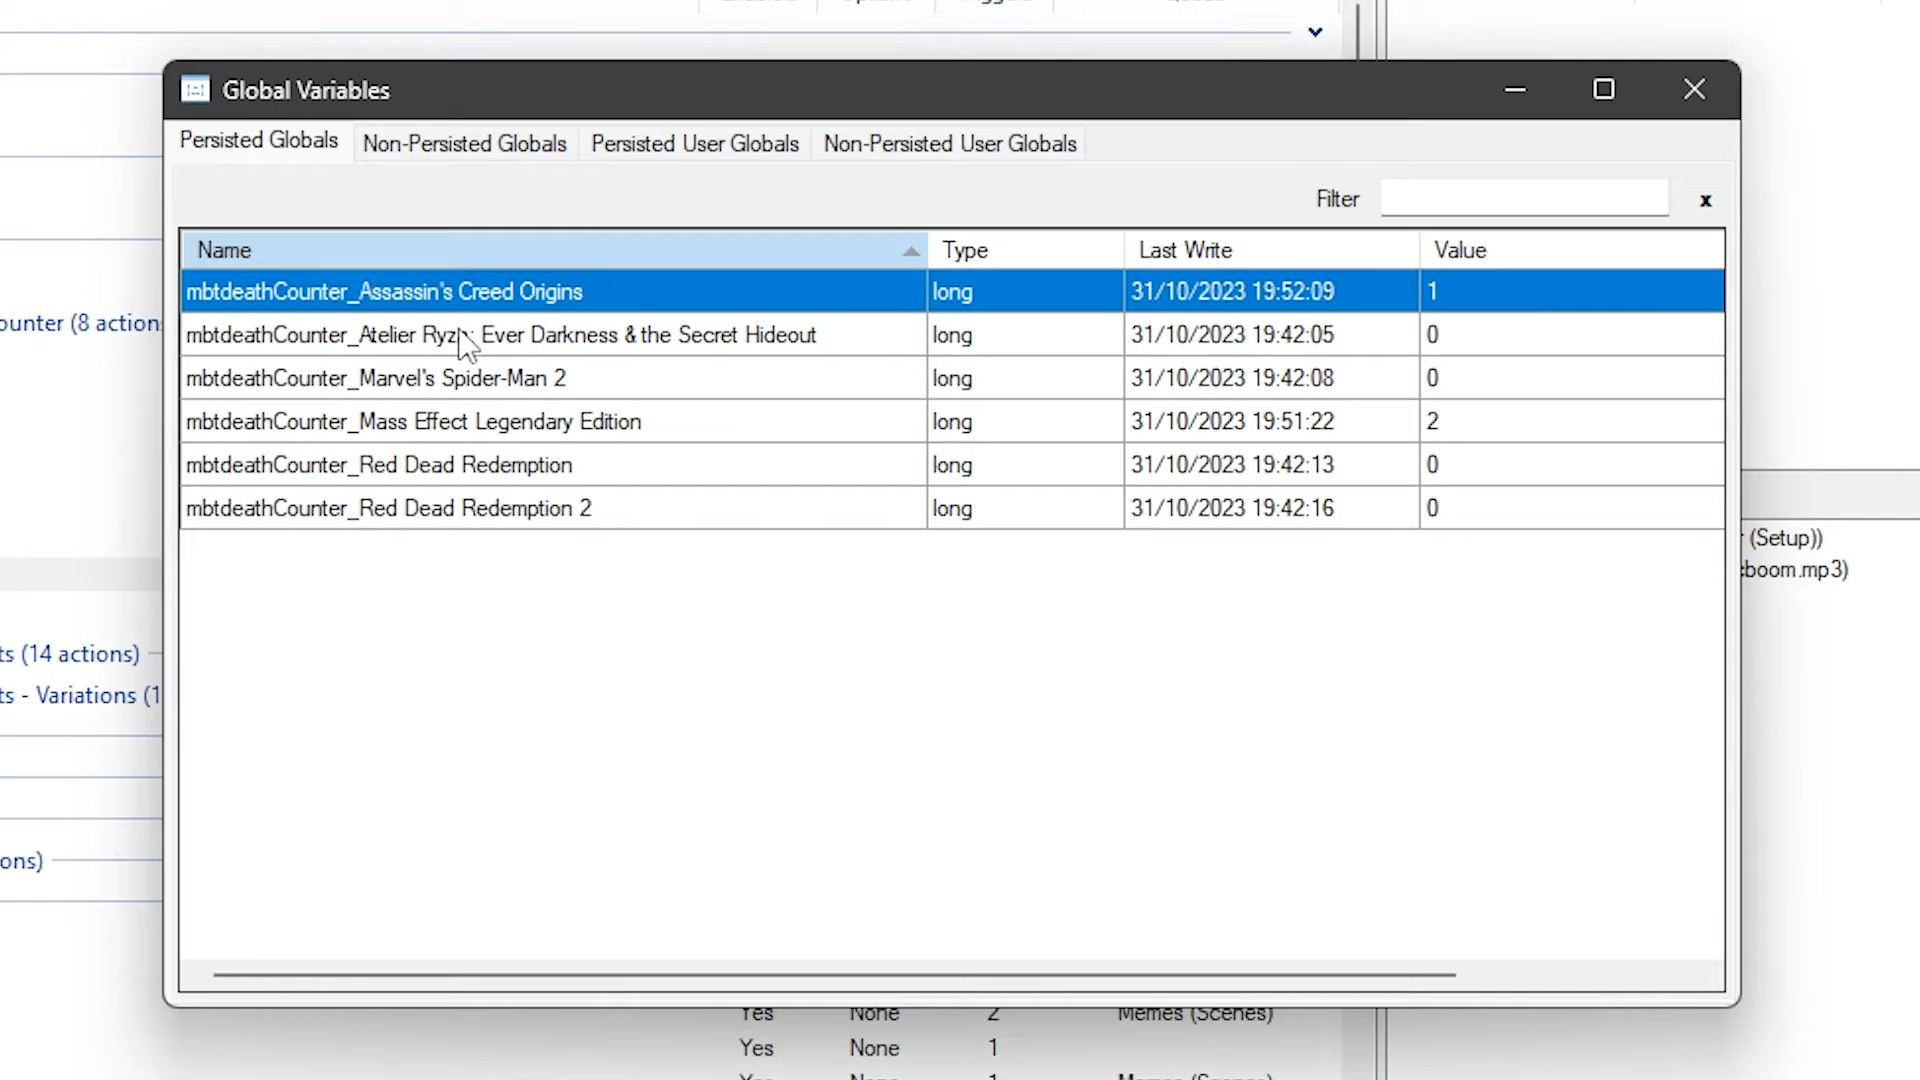 Global Variables
Persisted Globals Non-Persisted Globals Persisted User Globals Non-Persisted User Globals
Filter x
Name Type Last Write Value
mbtdeathCounter_Assassin's Creed Origins long 31/10/2023 19:52:09 1
mbtdeathCounter_Atelier Ryza: Ever Darkness & the Secret Hideout long 31/10/2023 19:42:05 0
ounter (8 action
mbtdeathCounter_Marvel's Spider-Man 2 long 31/10/2023 19:42:08 0
mbtdeathCounter_Mass Effect Legendary Edition long 31/10/2023 19:51:22 2
mbtdeathCounter_Red Dead Redemption long 31/10/2023 19:42:13 0
mbtdeathCounter_Red Dead Redemption 2 long 31/10/2023 19:42:16 0
(Setup))
boom.mp3)
ts (14 actions)
ts - Variations (1
ons)
Yes None 2 Memes (Scenes)
Yes None 1